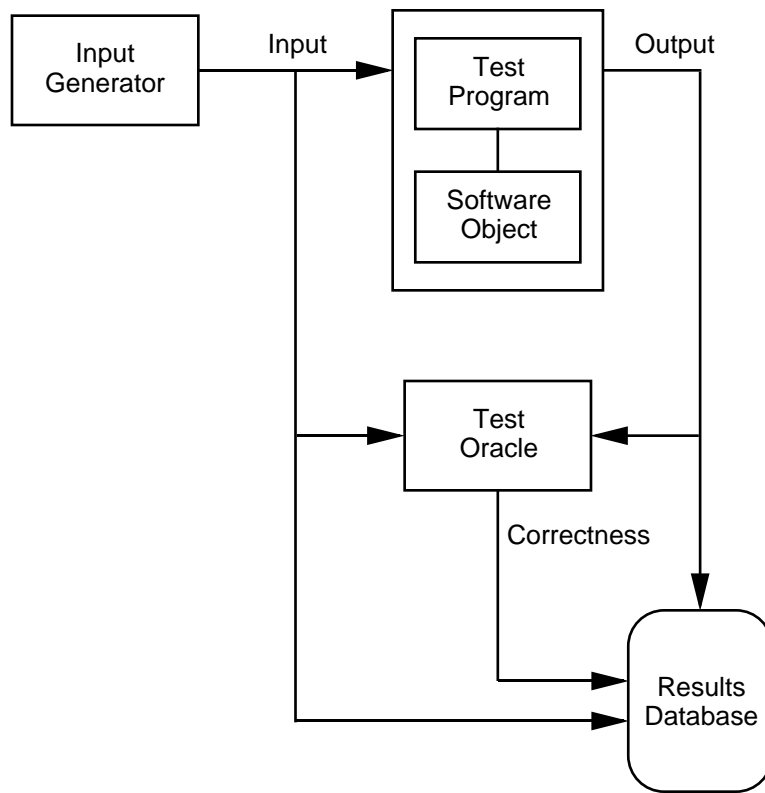 Input
Generator
Input
Test
Program
Output
Software
Object
Test
Oracle
Correctness
Results
Database